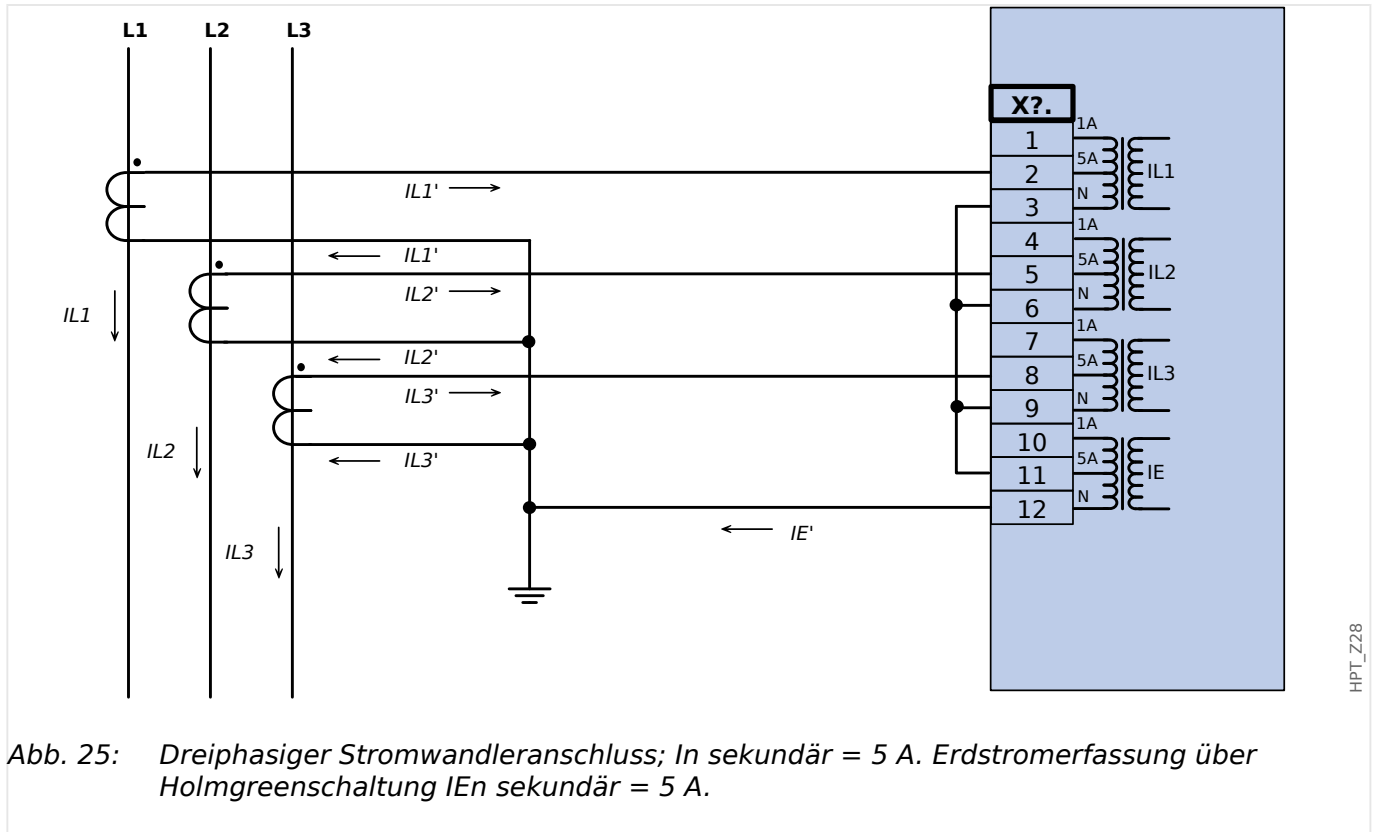 L1 L2 L3
X?.
1 1A
2 5A IL1
3 N
4 1A
5 5A IL2
6 N
7 1A
8 5A IL3
9 N
10 1A
11 5A IE
12 N
IL1'
IL1'
IL2'
IL1
IL2'
IL3'
IL2
IL3'
IE'
IL3
HPT_Z28
Abb. 25: Dreiphasiger Stromwandleranschluss; In sekundär = 5 A. Erdstromerfassung über
Holmgreenschaltung IEn sekundär = 5 A.